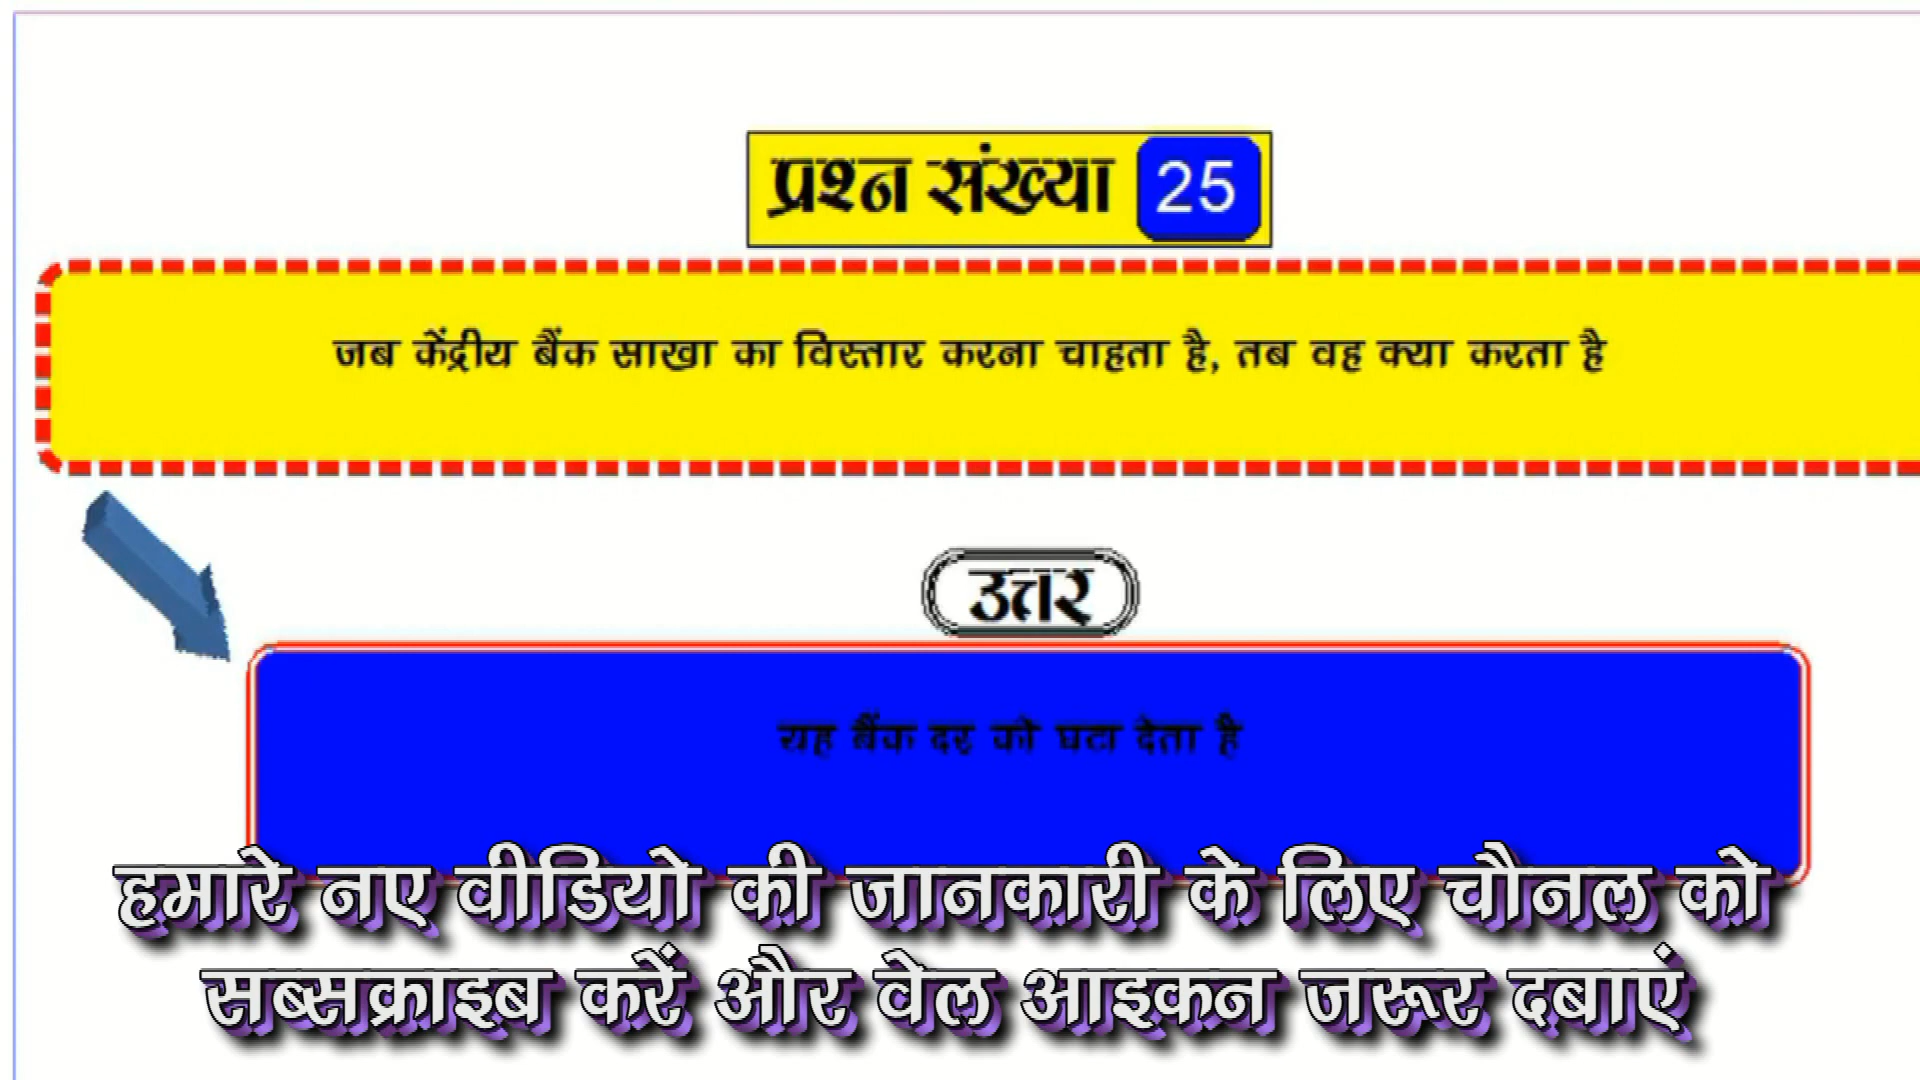 प्रश्न संख्या 25
जब केंद्रीय बैंक साखा का विस्तार करना चाहता है, तब वह क्या करता है
उत्तर
यह बैंक दर को घटा देता है
हमारे नए वीडियो की जानकारी के लिए चौनल को
सब्सक्राइब करें और वेल आइकन जरूर दबाएं